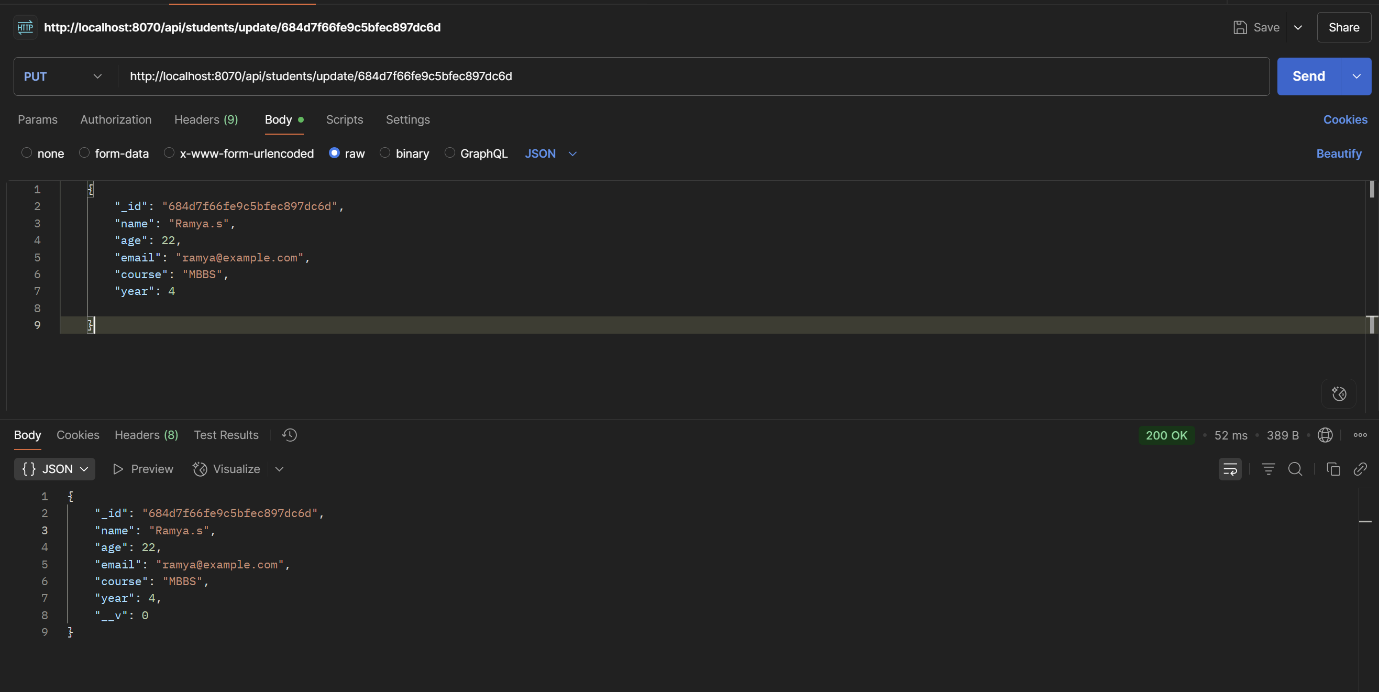 HTTP http://localhost:8070/api/students/update/684d7f66fe9c5bfec897dc6d Save Share
PUT http://localhost:8070/api/students/update/684d7f66fe9c5bfec897dc6d Send
Params Authorization Headers (9) Body Scripts Settings Cookies
none form-data x-www-form-urlencoded raw binary GraphQL JSON Beautify
1 {
2 "_id": "684d7f66fe9c5bfec897dc6d",
3 "name": "Ramya.s",
4 "age": 22,
5 "email": "ramya@example.com",
6 "course": "MBBS",
7 "year": 4
8
9 }
Body Cookies Headers (8) Test Results 200 OK • 52 ms • 389 B •
{} JSON Preview Visualize
1 {
2 "_id": "684d7f66fe9c5bfec897dc6d",
3 "name": "Ramya.s",
4 "age": 22,
5 "email": "ramya@example.com",
6 "course": "MBBS",
7 "year": 4,
8 "__v": 0
9 }